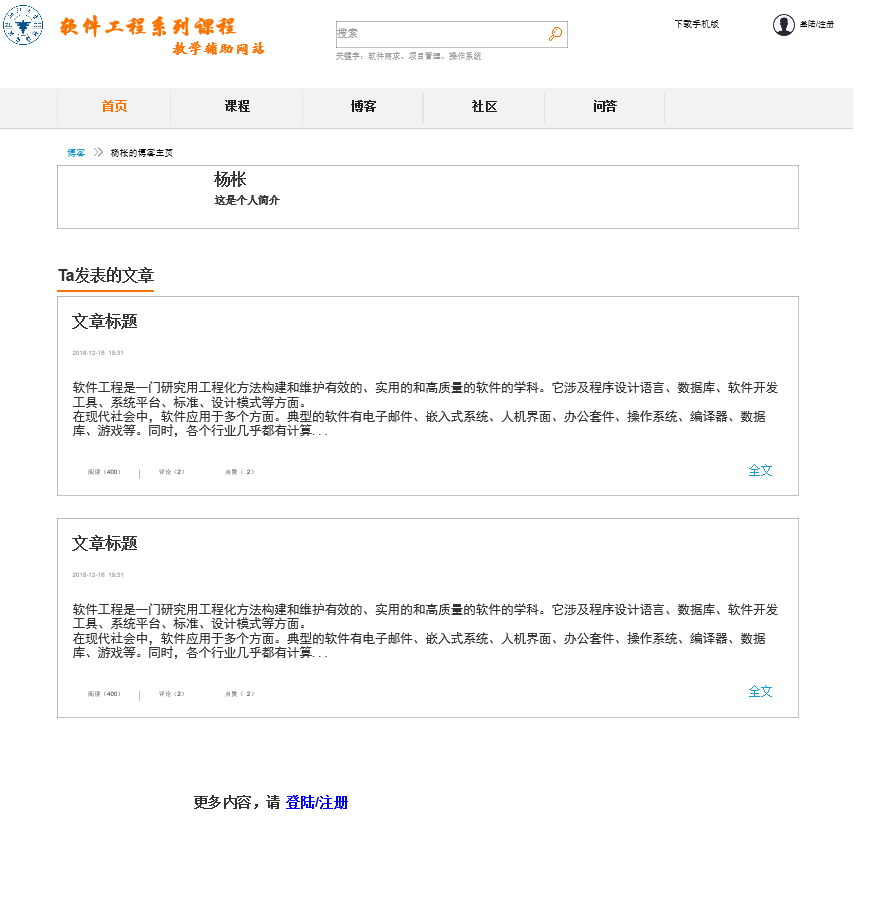 软件工程系列课程
教学辅助网站
搜索
关键字：软件需求、项目管理、操作系统
下载手机版
登陆/注册
首页
课程
博客
社区
问答
博客
杨枨的博客主页
杨枨
这是个人简介
Ta发表的文章
文章标题
2018-12-16 19:31
软件工程是一门研究用工程化方法构建和维护有效的、实用的和高质量的软件的学科。它涉及程序设计语言、数据库、软件开发
工具、系统平台、标准、设计模式等方面。
在现代社会中，软件应用于多个方面。典型的软件有电子邮件、嵌入式系统、人机界面、办公套件、操作系统、编译器、数据
库、游戏等。同时，各个行业几乎都有计算...
阅读（400） | 评论（2） 点赞（ 2）
全文
文章标题
2018-12-16 19:31
软件工程是一门研究用工程化方法构建和维护有效的、实用的和高质量的软件的学科。它涉及程序设计语言、数据库、软件开发
工具、系统平台、标准、设计模式等方面。
在现代社会中，软件应用于多个方面。典型的软件有电子邮件、嵌入式系统、人机界面、办公套件、操作系统、编译器、数据
库、游戏等。同时，各个行业几乎都有计算...
阅读（400） | 评论（2） 点赞（ 2）
全文
更多内容，请 登陆/注册